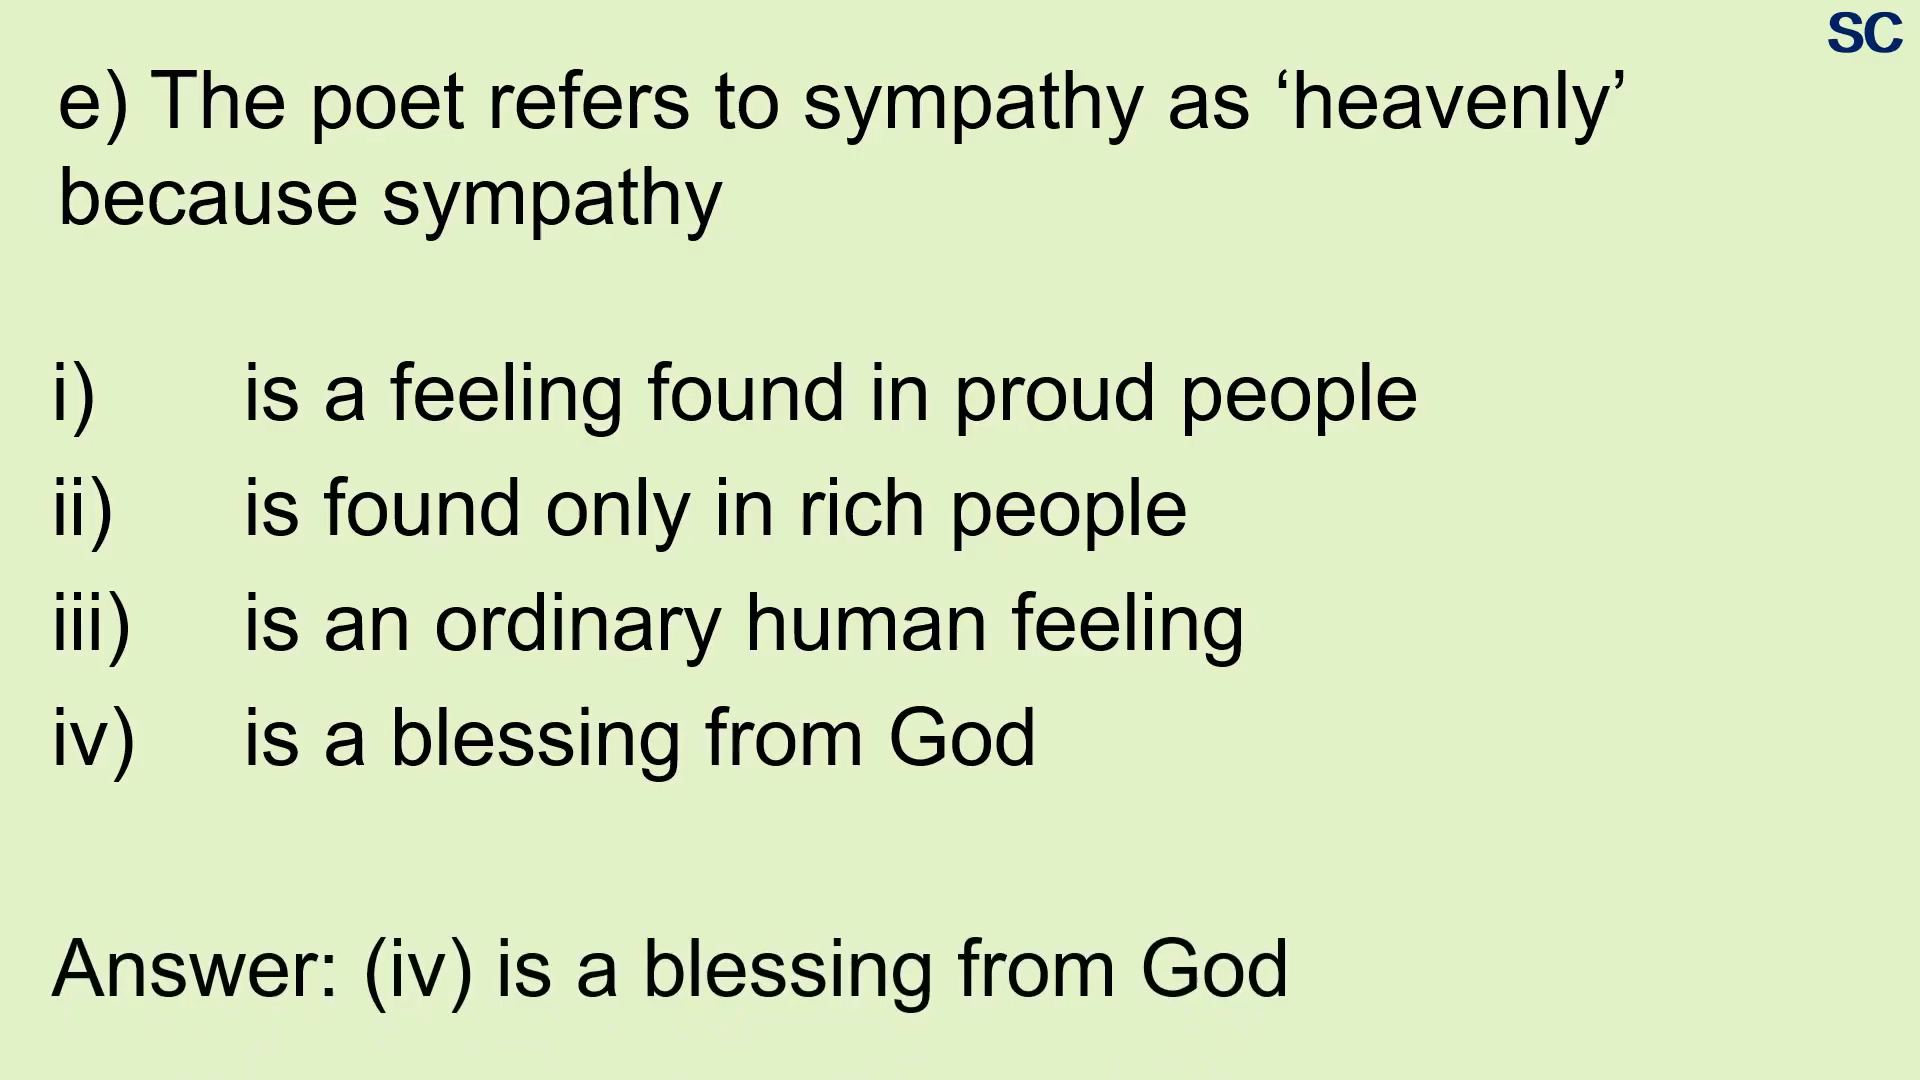 SC
e) The poet refers to sympathy as ‘heavenly’
because sympathy
i) is a feeling found in proud people
ii) is found only in rich people
iii) is an ordinary human feeling
iv) is a blessing from God
Answer: (iv) is a blessing from God